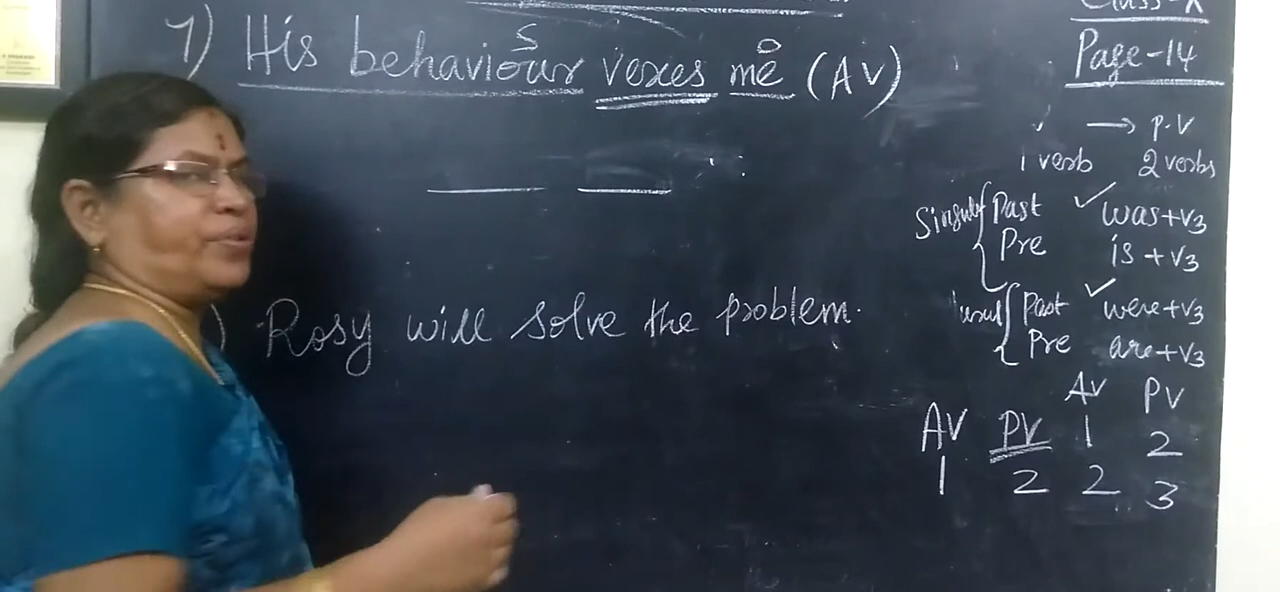 Class-X
Page-14
7) His behaviour vexes me (AV)
S
O
→ P.V
1 verb 2 verbs
Past was+v3
Pre is+v3
Past were+v3
Pre are+v3
) Rosy will solve the problem.
AV PV
1 2
2 3
AV PV
1 2